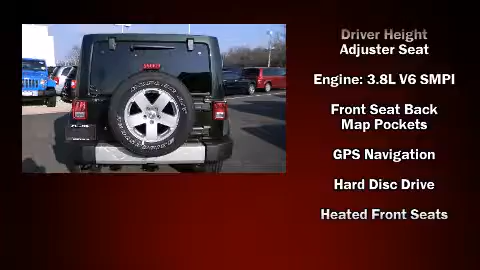 Driver Height
Adjuster Seat
Engine: 3.8L V6 SMPI
Front Seat Back
Map Pockets
GPS Navigation
Hard Disc Drive
Heated Front Seats